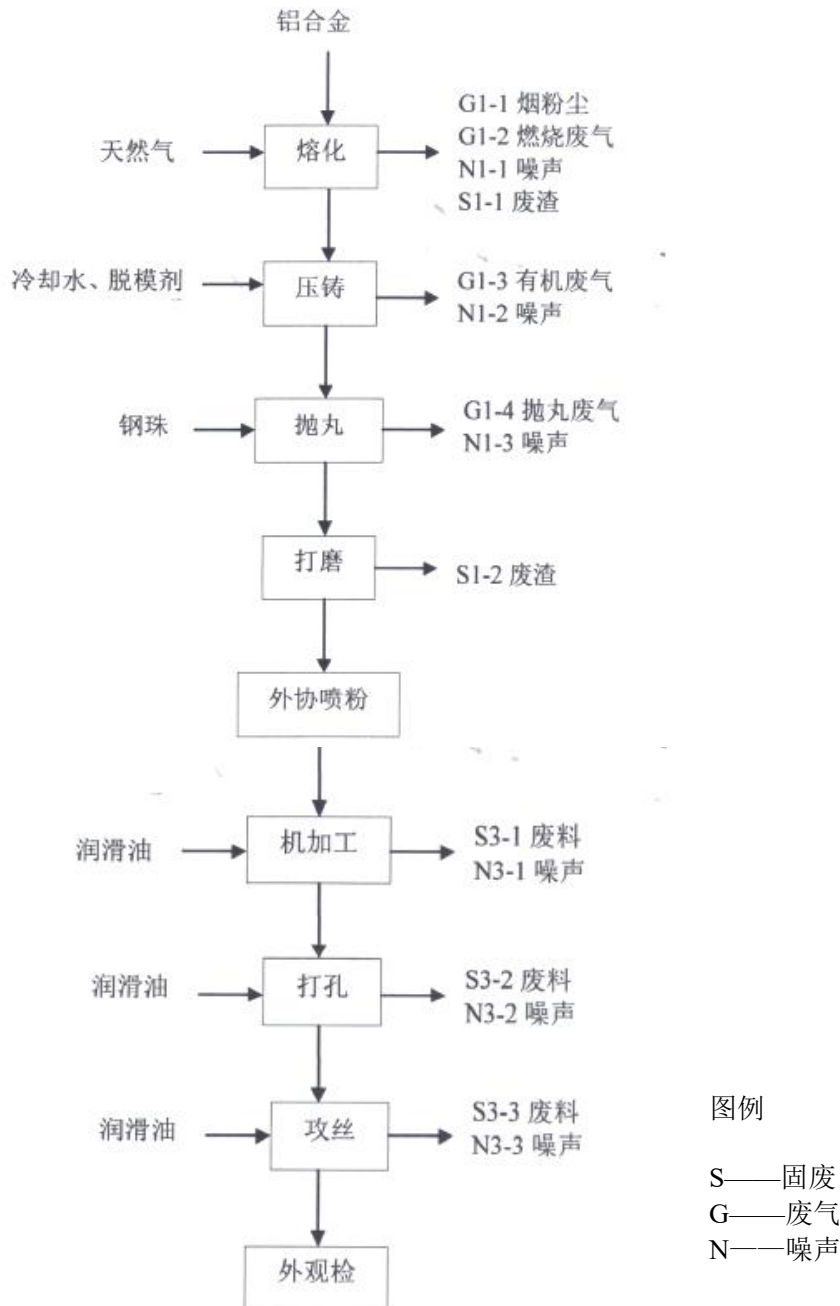 铝合金
G1-1 烟粉尘
G1-2 燃烧废气
N1-1 噪声
S1-1 废渣
天然气
熔化
冷却水、脱模剂
压铸
G1-3 有机废气
N1-2 噪声
钢珠
抛丸
G1-4 抛丸废气
N1-3 噪声
打磨
S1-2 废渣
外协喷粉
润滑油
机加工
S3-1 废料
N3-1 噪声
润滑油
打孔
S3-2 废料
N3-2 噪声
润滑油
攻丝
S3-3 废料
N3-3 噪声
外观检
图例
S——固废
G——废气
N——噪声